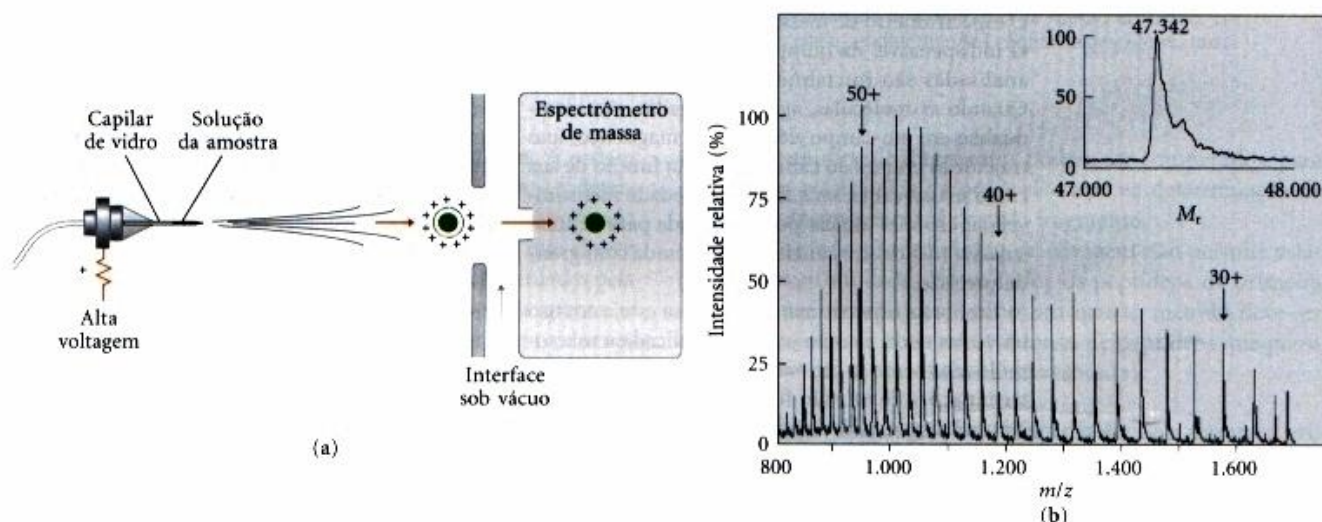 Capilar
de vidro
Solução
da amostra
Espectrômetro
de massa
+
Alta
voltagem
Interface
sob vácuo
(a)
Intensidade relativa (%)
100
75
50
25
0
50+
40+
30+
800
1.000
1.200
1.400
1.600
m/z
(b)
47.342
100
50
0
47.000
48.000
Mr